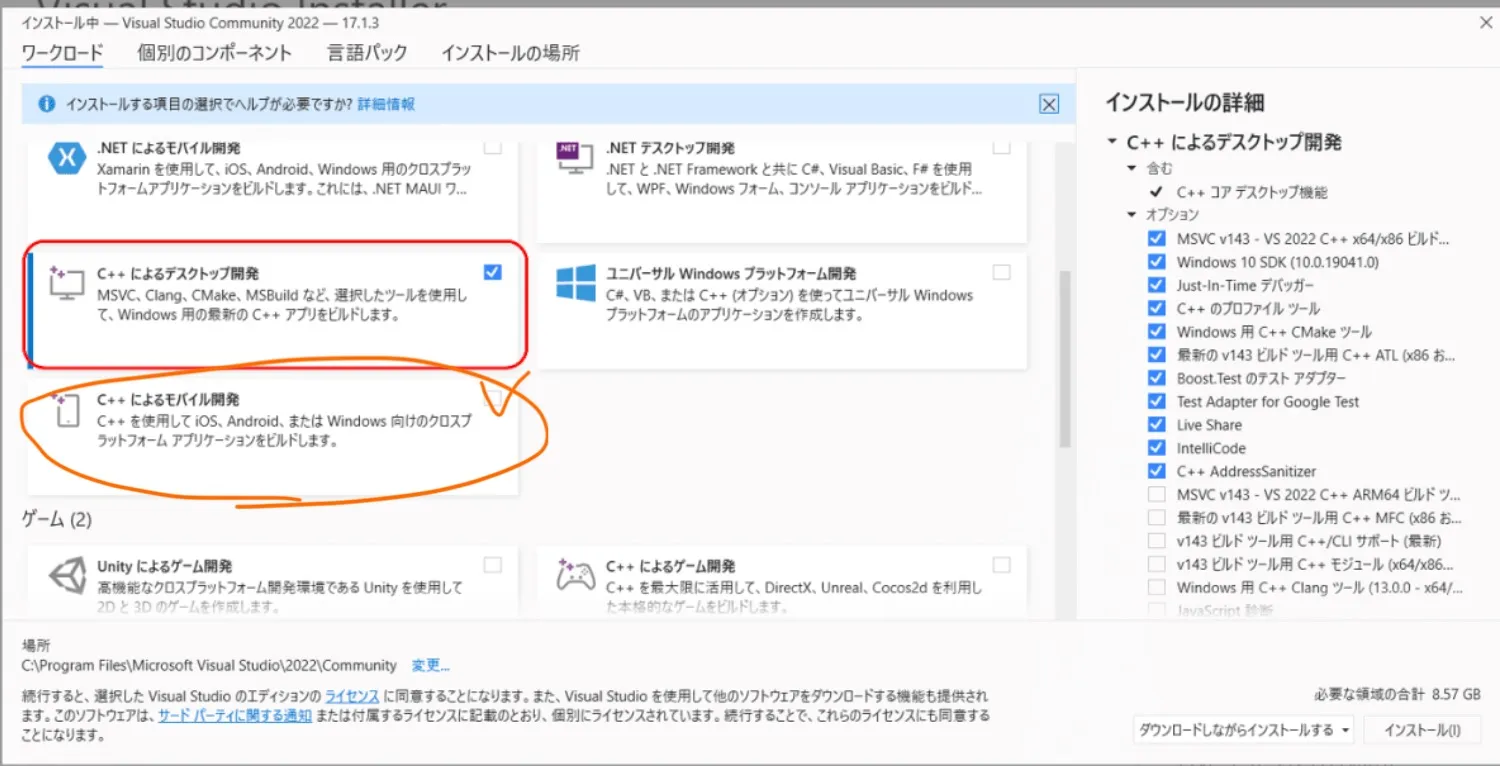 Visual Studio Installer
インストール中 — Visual Studio Community 2022 — 17.1.3
ワークロード 個別のコンポーネント 言語パック インストールの場所
インストールする項目の選択でヘルプが必要ですか? 詳細情報
.NET によるモバイル開発
Xamarin を使用して、iOS、Android、Windows 用のクロスプラッ
トフォームアプリケーションをビルドします。これには、.NET MAUI ワ...
.NET
.NET デスクトップ開発
.NET と .NET Framework と共に C#、Visual Basic、F# を使用
して、WPF、Windows フォーム、コンソール アプリケーションをビルド...
C++ によるデスクトップ開発
MSVC、Clang、CMake、MSBuild など、選択したツールを使用し
て、Windows 用の最新の C++ アプリをビルドします。
ユニバーサル Windows プラットフォーム開発
C#、VB、または C++ (オプション) を使ってユニバーサル Windows
プラットフォームのアプリケーションを作成します。
C++ によるモバイル開発
C++ を使用して iOS、Android、または Windows 向けのクロスプ
ラットフォーム アプリケーションをビルドします。
ゲーム (2)
Unity によるゲーム開発
高機能なクロスプラットフォーム開発環境である Unity を使用して
2D と 3D のゲームを作成します。
C++ によるゲーム開発
C++ を最大限に活用して、DirectX、Unreal、Cocos2d を利用し
た本格的なゲームをビルドします。
インストールの詳細
C++ によるデスクトップ開発
含む
C++ コア デスクトップ機能
オプション
MSVC v143 - VS 2022 C++ x64/x86 ビルド...
Windows 10 SDK (10.0.19041.0)
Just-In-Time デバッガー
C++ のプロファイル ツール
Windows 用 C++ CMake ツール
最新の v143 ビルド ツール用 C++ ATL (x86 お...
Boost.Test のテスト アダプター
Test Adapter for Google Test
Live Share
IntelliCode
C++ AddressSanitizer
MSVC v143 - VS 2022 C++ ARM64 ビルド ツ...
最新の v143 ビルド ツール用 C++ MFC (x86 お...
v143 ビルド ツール用 C++/CLI サポート (最新)
v143 ビルド ツール用 C++ モジュール (x64/x86...
Windows 用 C++ Clang ツール (13.0.0 - x64/...
JavaScript 診断
場所
C:\Program Files\Microsoft Visual Studio\2022\Community 変更...
続行すると、選択した Visual Studio のエディションの ライセンス に同意することになります。また、Visual Studio を使用して他のソフトウェアをダウンロードする機能も提供され
ます。このソフトウェアは、サード パーティに関する通知 または付属するライセンスに記載のとおり、個別にライセンスされています。続行することで、これらのライセンスにも同意する
ことになります。
必要な領域の合計 8.57 GB
ダウンロードしながらインストールする インストール(I)